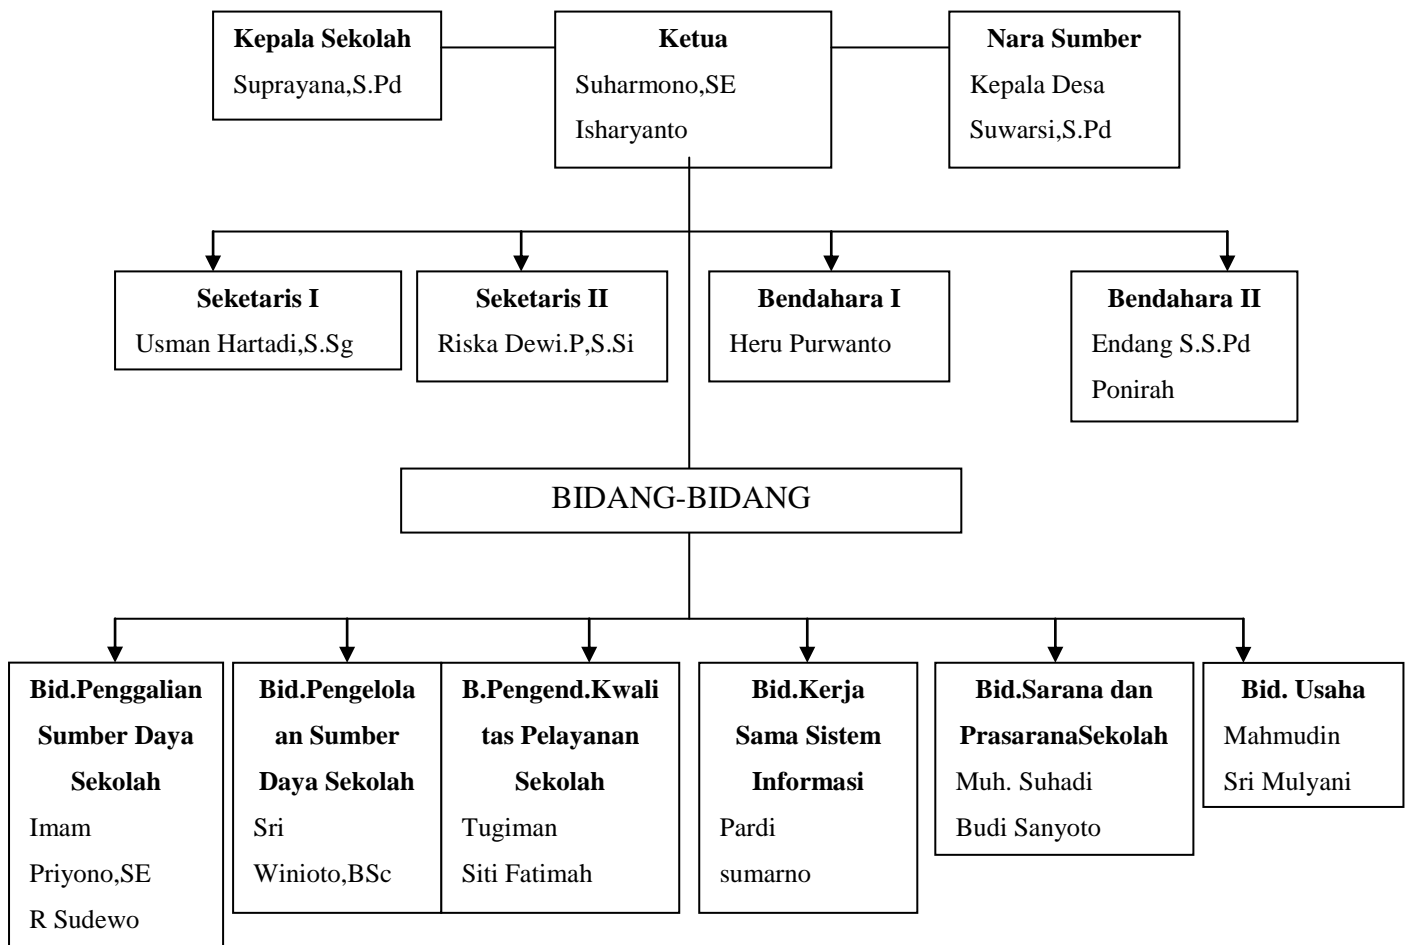 Kepala Sekolah
Suprayana,S.Pd
Ketua
Suharmono,SE
Isharyanto
Nara Sumber
Kepala Desa
Suwarsi,S.Pd
Seketaris I
Usman Hartadi,S.Sg
Seketaris II
Riska Dewi.P,S.Si
Bendahara I
Heru Purwanto
Bendahara II
Endang S.S.Pd
Ponirah
BIDANG-BIDANG
Bid.Penggalian
Sumber Daya
Sekolah
Imam
Priyono,SE
R Sudewo
Bid.Pengelola
an Sumber
Daya Sekolah
Sri
Winioto,BSc
B.Pengend.Kwali
tas Pelayanan
Sekolah
Tugiman
Siti Fatimah
Bid.Kerja
Sama Sistem
Informasi
Pardi
sumarno
Bid.Sarana dan
PrasaranaSekolah
Muh. Suhadi
Budi Sanyoto
Bid. Usaha
Mahmudin
Sri Mulyani